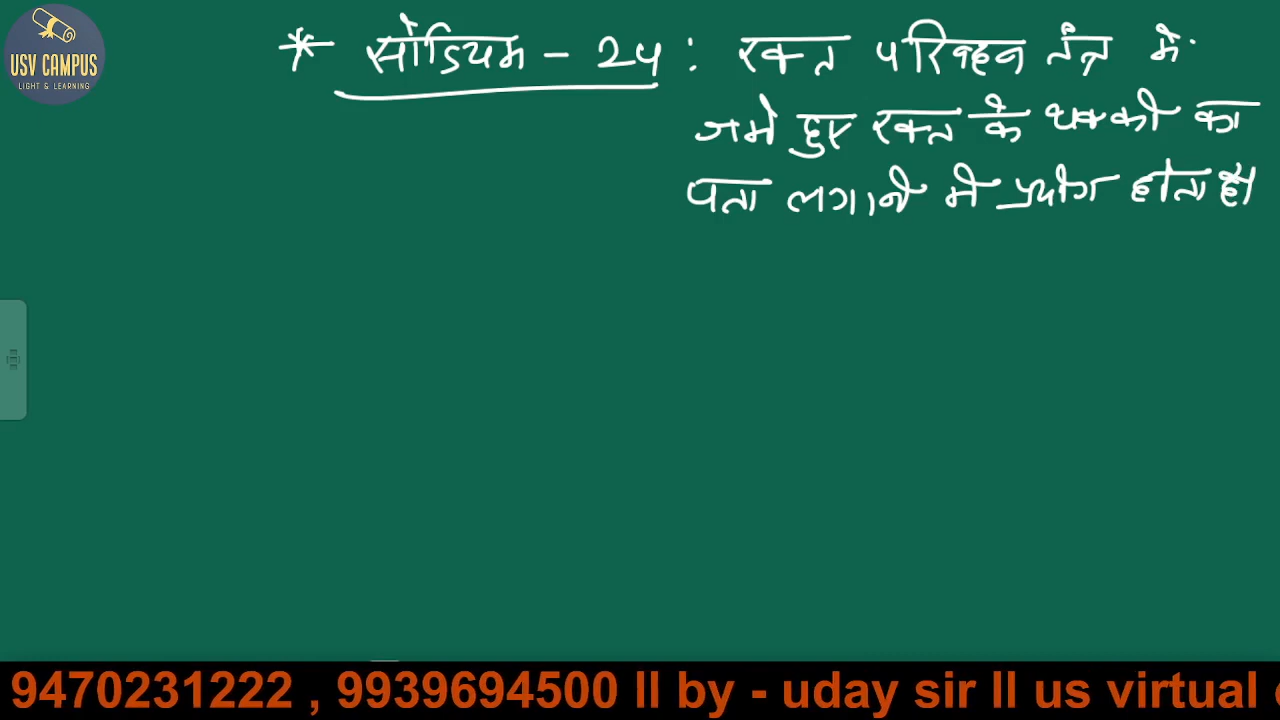 USV CAMPUS
LIGHT & LEARNING
* सोडियम - 24 : रक्त परिवहन तंत्र में
जमे हुए रक्त के थक्को का
पता लगाने में प्रयोग होता है।
9470231222 , 9939694500 ll by - uday sir ll us virtual